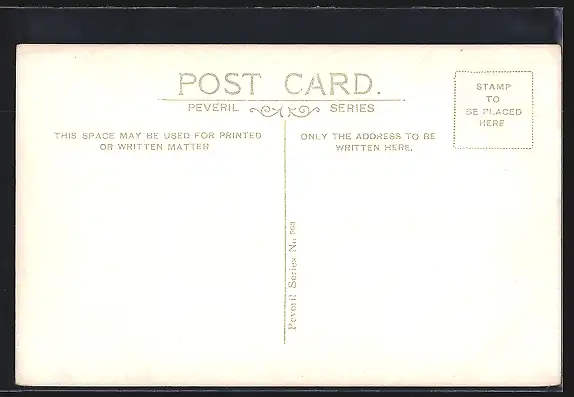 POST CARD.
PEVERIL SERIES
THIS SPACE MAY BE USED FOR PRINTED
OR WRITTEN MATTER
ONLY THE ADDRESS TO BE
WRITTEN HERE.
STAMP
TO
BE PLACED
HERE
Peveril Series No.